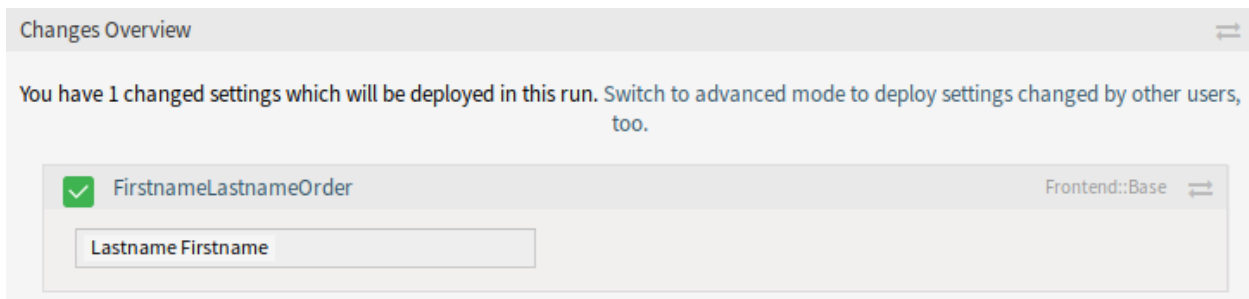 Changes Overview
You have 1 changed settings which will be deployed in this run. Switch to advanced mode to deploy settings changed by other users,
too.
FirstnameLastnameOrder Frontend::Base
Lastname Firstname